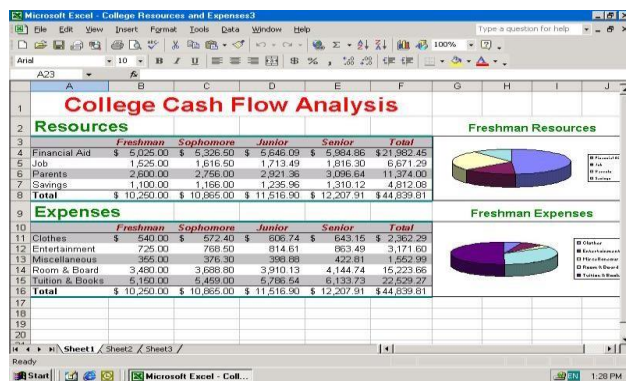 Microsoft Excel - College Resources and Expenses3
File Edit View Insert Format Tools Data Window Help Type a question for help
100%
Arial 10 B I U
A23 fx
A B C D E F G H I J
1 College Cash Flow Analysis
2 Resources Freshman Resources
3 Freshman Sophomore Junior Senior Total
4 Financial Aid $ 5,025.00 $ 5,326.50 $ 5,646.09 $ 5,984.86 $21,982.45
5 Job 1,525.00 1,616.50 1,713.49 1,816.30 6,671.29
6 Parents 2,600.00 2,756.00 2,921.36 3,096.64 11,374.00
7 Savings 1,100.00 1,166.00 1,235.96 1,310.12 4,812.08
8 Total $ 10,250.00 $ 10,865.00 $ 11,516.90 $ 12,207.91 $44,839.81
Job
Parents
Savings
9 Expenses Freshman Expenses
10 Freshman Sophomore Junior Senior Total
11 Clothes $ 540.00 $ 572.40 $ 606.74 $ 643.15 $ 2,362.29
12 Entertainment 725.00 768.50 814.61 863.49 3,171.60
13 Miscellaneous 355.00 376.30 398.88 422.81 1,552.99
14 Room & Board 3,480.00 3,688.80 3,910.13 4,144.74 15,223.66
15 Tuition & Books 5,150.00 5,459.00 5,786.54 6,133.73 22,529.27
16 Total $ 10,250.00 $ 10,865.00 $ 11,516.90 $ 12,207.91 $44,839.81
Clothes
Entertainment
Miscellaneous
Room & Board
Tuition & Books
17
18
19
20
Sheet1 Sheet2 Sheet3
Ready
Start Microsoft Excel - Coll... EN 1:28 PM